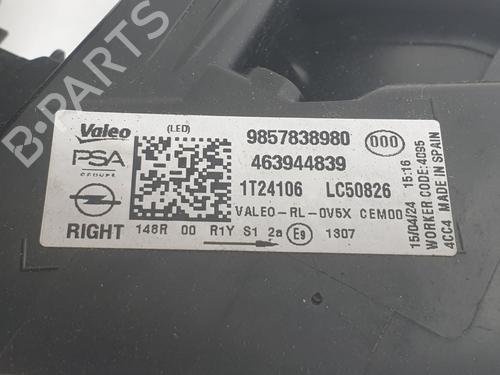 B-PARTS
Valeo (LED) 9857838980 000
PSA 463944839
GROUPE
1T24106 LC50826
VALEO-RL-0V5X CEM00
RIGHT 148R 00 R1Y S1 2a E9 1307
15/04/24 15:16
WORKER CODE:4095
4CC4 MADE IN SPAIN